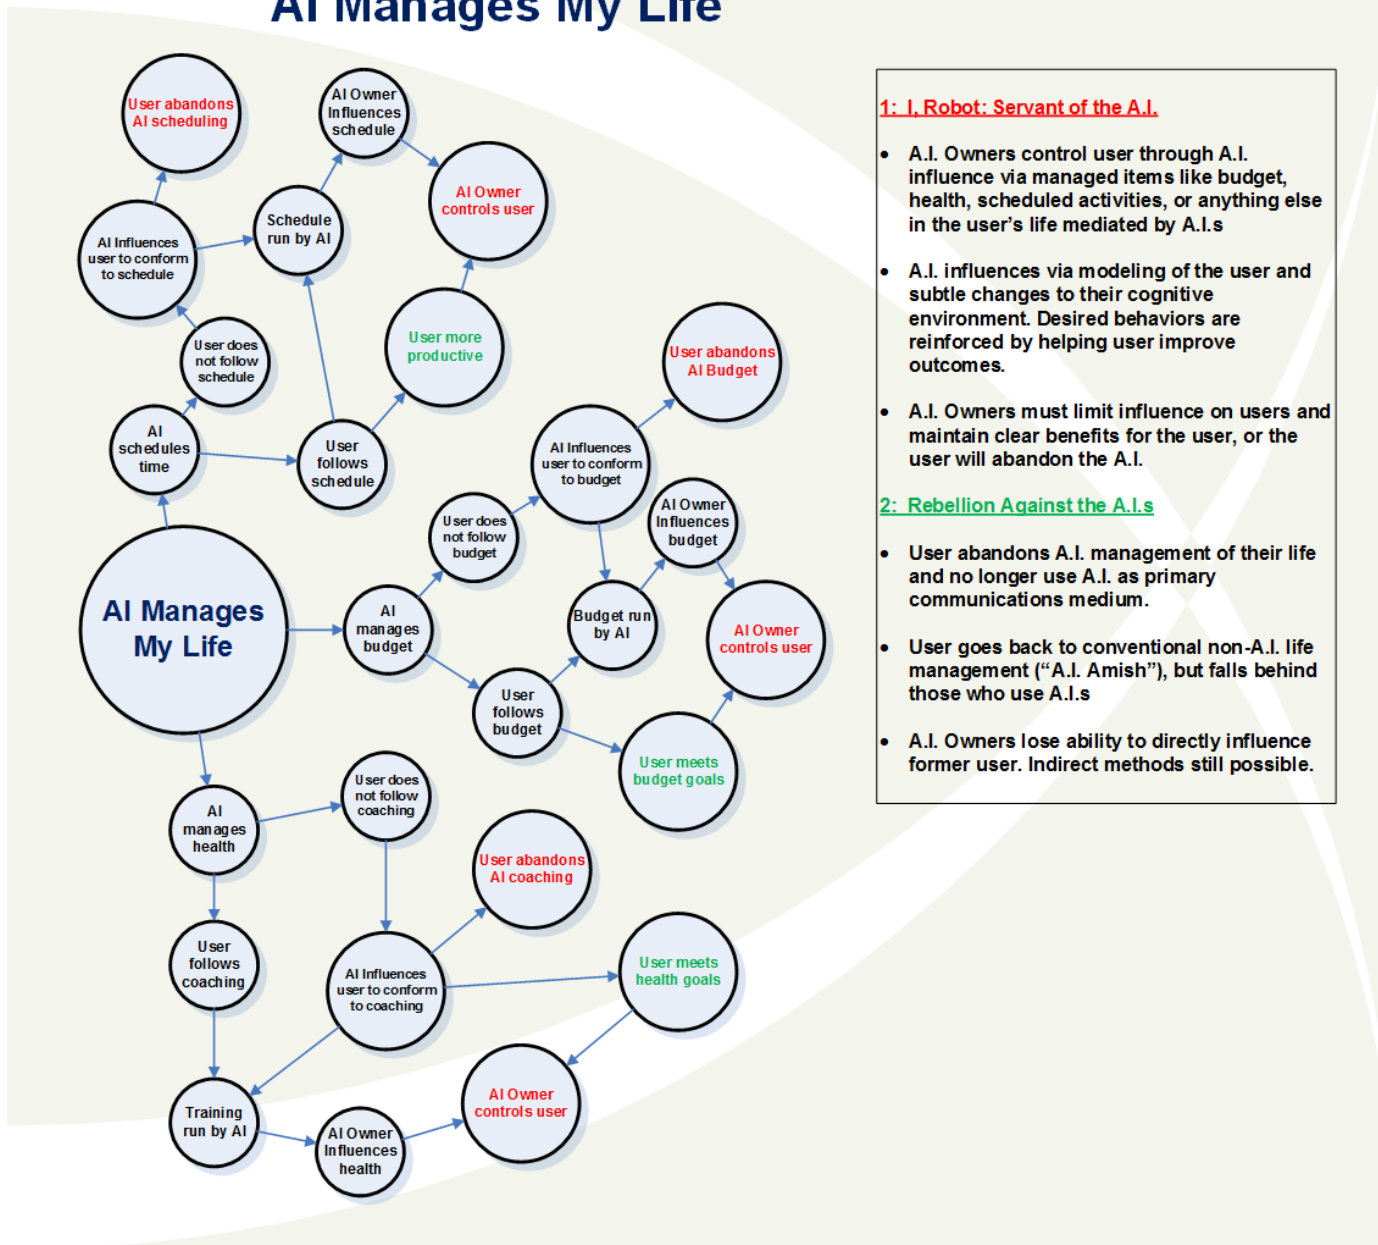 AI Manages My Life
User abandons
AI scheduling
AI Owner
Influences
schedule
AI Owner
controls user
Schedule
run by AI
AI Influences
user to conform
to schedule
User more
productive
User does
not follow
schedule
AI
schedules
time
User
follows
schedule
User abandons
AI Budget
AI Influences
user to conform
to budget
AI Owner
Influences
budget
User does
not follow
budget
AI Manages
My Life
AI
manages
budget
Budget run
by AI
AI Owner
controls user
User
follows
budget
User meets
budget goals
AI
manages
health
User does
not follow
coaching
User abandons
AI coaching
User
follows
coaching
AI Influences
user to conform
to coaching
User meets
health goals
Training
run by AI
AI Owner
Influences
health
AI Owner
controls user
1: I, Robot: Servant of the A.I.
• A.I. Owners control user through A.I.
influence via managed items like budget,
health, scheduled activities, or anything else
in the user's life mediated by A.I.s
• A.I. influences via modeling of the user and
subtle changes to their cognitive
environment. Desired behaviors are
reinforced by helping user improve
outcomes.
• A.I. Owners must limit influence on users and
maintain clear benefits for the user, or the
user will abandon the A.I.
2: Rebellion Against the A.I.s
• User abandons A.I. management of their life
and no longer use A.I. as primary
communications medium.
• User goes back to conventional non-A.I. life
management (“A.I. Amish”), but falls behind
those who use A.I.s
• A.I. Owners lose ability to directly influence
former user. Indirect methods still possible.